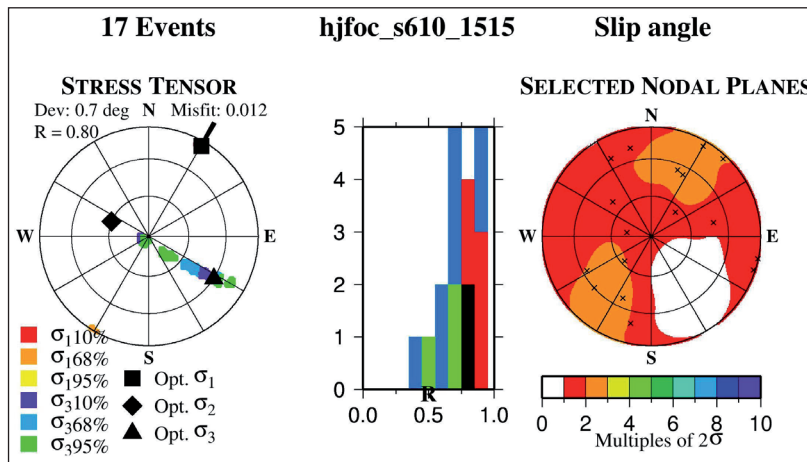 17 Events
hjfoc_s610_1515
Slip angle
STRESS TENSOR
Dev: 0.7 deg N Misfit: 0.012
R = 0.80
W
E
S
σ110%
σ168%
σ195%
σ310%
σ368%
σ395%
Opt. σ1
Opt. σ2
Opt. σ3
5
4
3
2
1
0
0.0 0.5 1.0
R
SELECTED NODAL PLANES
N
W
E
S
0 2 4 6 8 10
Multiples of 2σ